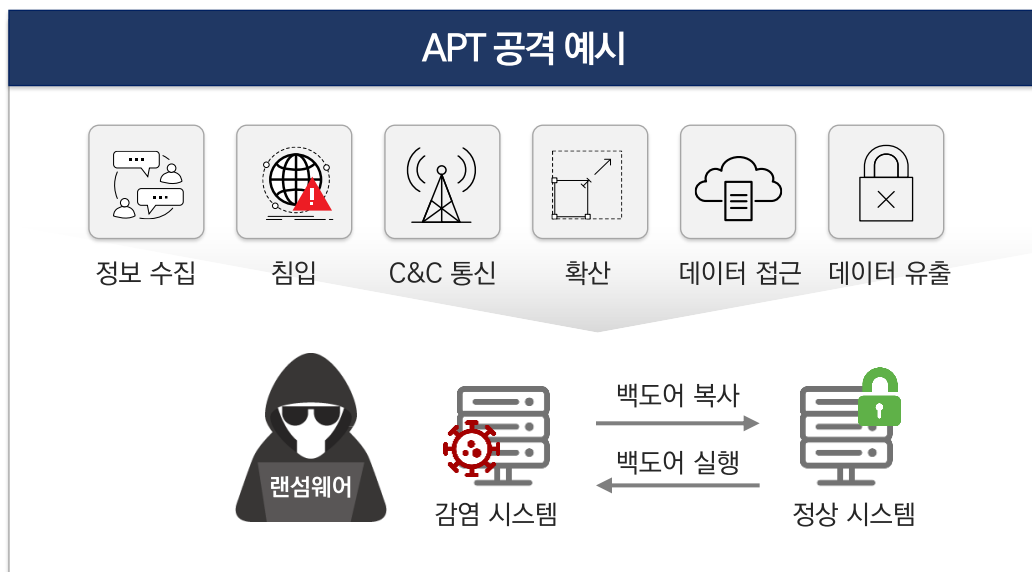 APT 공격 예시
정보 수집
침입
C&C 통신
확산
데이터 접근
데이터 유출
랜섬웨어
감염 시스템
백도어 복사
백도어 실행
정상 시스템